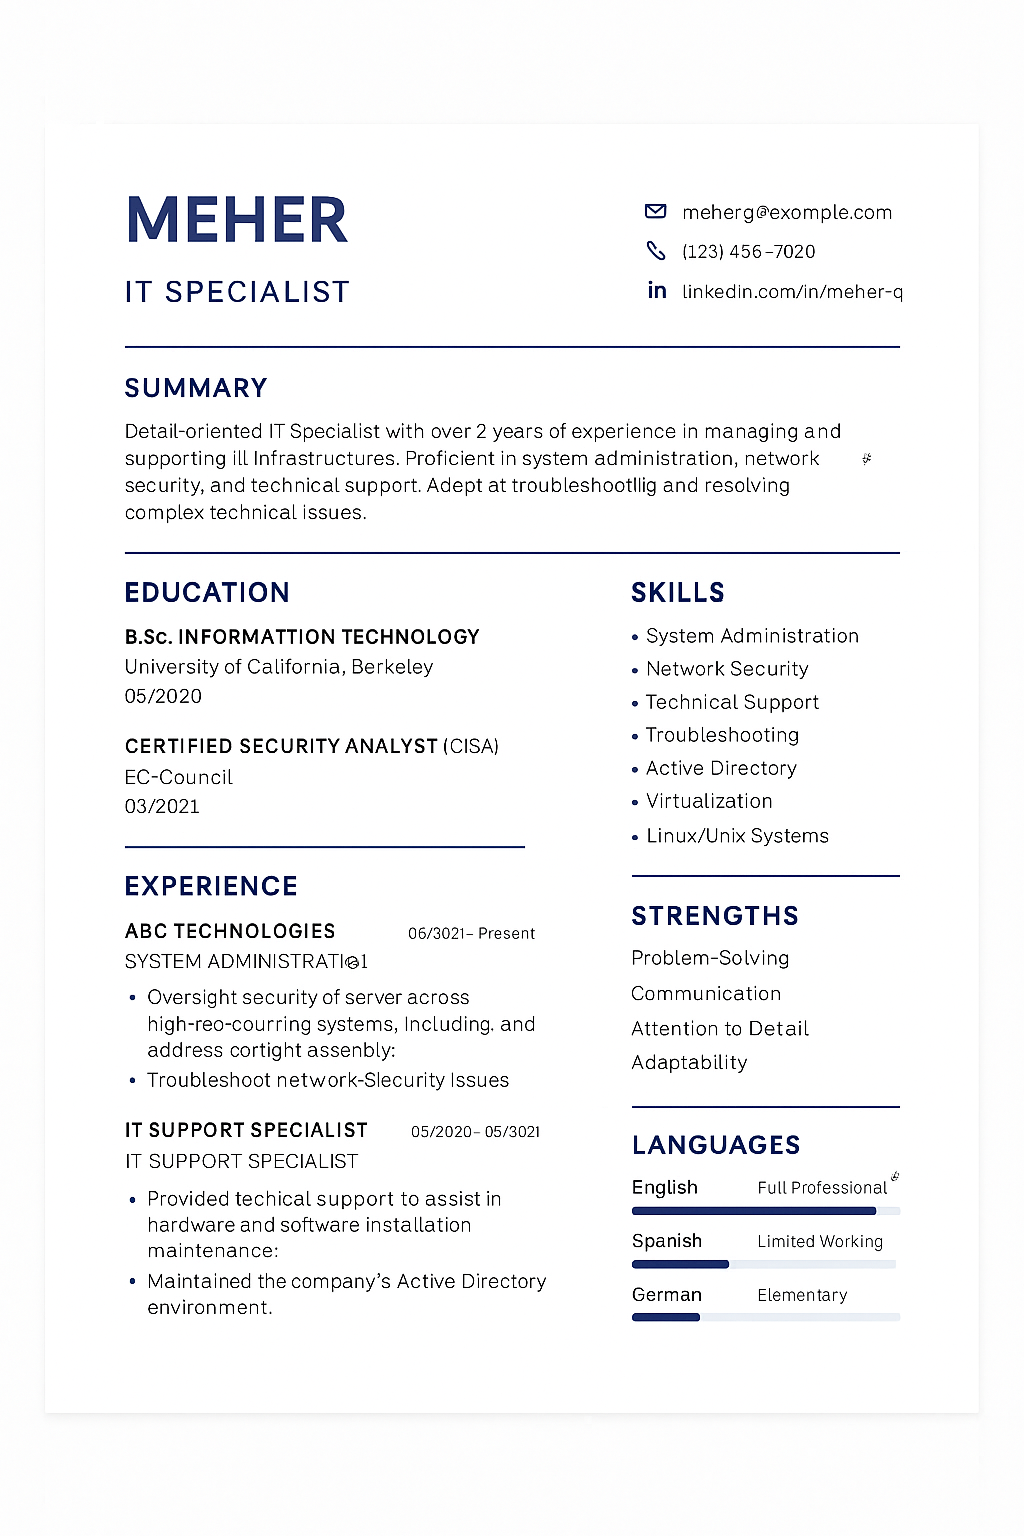 MEHER
IT SPECIALIST
meherg@exomple.com
(123) 456-7020
in linkedin.com/in/meher-q
SUMMARY
Detail-oriented IT Specialist with over 2 years of experience in managing and
supporting ill Infrastructures. Proficient in system administration, network
security, and technical support. Adept at troubleshootllig and resolving
complex technical issues.
EDUCATION
B.Sc. INFORMATTION TECHNOLOGY
University of California, Berkeley
05/2020
CERTIFIED SECURITY ANALYST (CISA)
EC-Council
03/2021
EXPERIENCE
ABC TECHNOLOGIES 06/3021- Present
SYSTEM
• Oversight security of server across
high-reo-courring systems, Including. and
address cortight assenbly:
• Troubleshoot network-Slecurity Issues
IT SUPPORT SPECIALIST 05/2020- 05/3021
IT SUPPORT SPECIALIST
• Provided techical support to assist in
hardware and software installation
maintenance:
• Maintained the company's Active Directory
environment.
SKILLS
• System Administration
• Network Security
• Technical Support
• Troubleshooting
• Active Directory
• Virtualization
• Linux/Unix Systems
STRENGTHS
Problem-Solving
Communication
Attention to Detail
Adaptability
LANGUAGES
English Full Professional
Spanish Limited Working
German Elementary